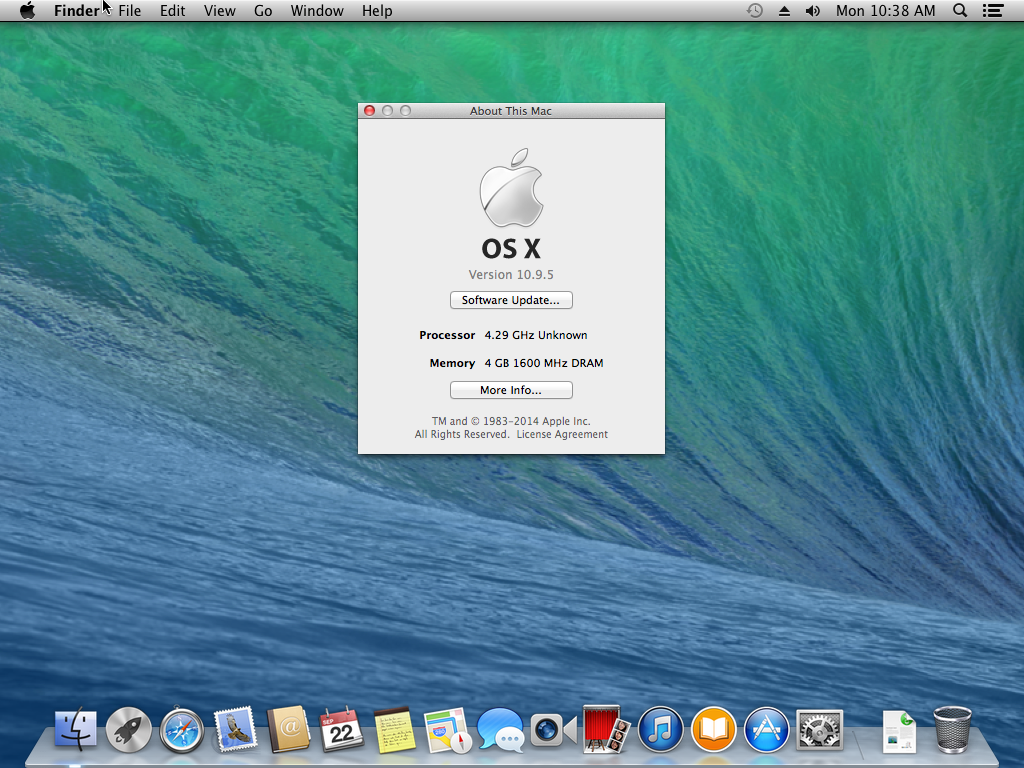 Finder File Edit View Go Window Help Mon 10:38 AM
About This Mac
OS X
Version 10.9.5
Software Update...
Processor 4.29 GHz Unknown
Memory 4 GB 1600 MHz DRAM
More Info...
TM and © 1983-2014 Apple Inc.
All Rights Reserved. License Agreement
SEP
22
@
280